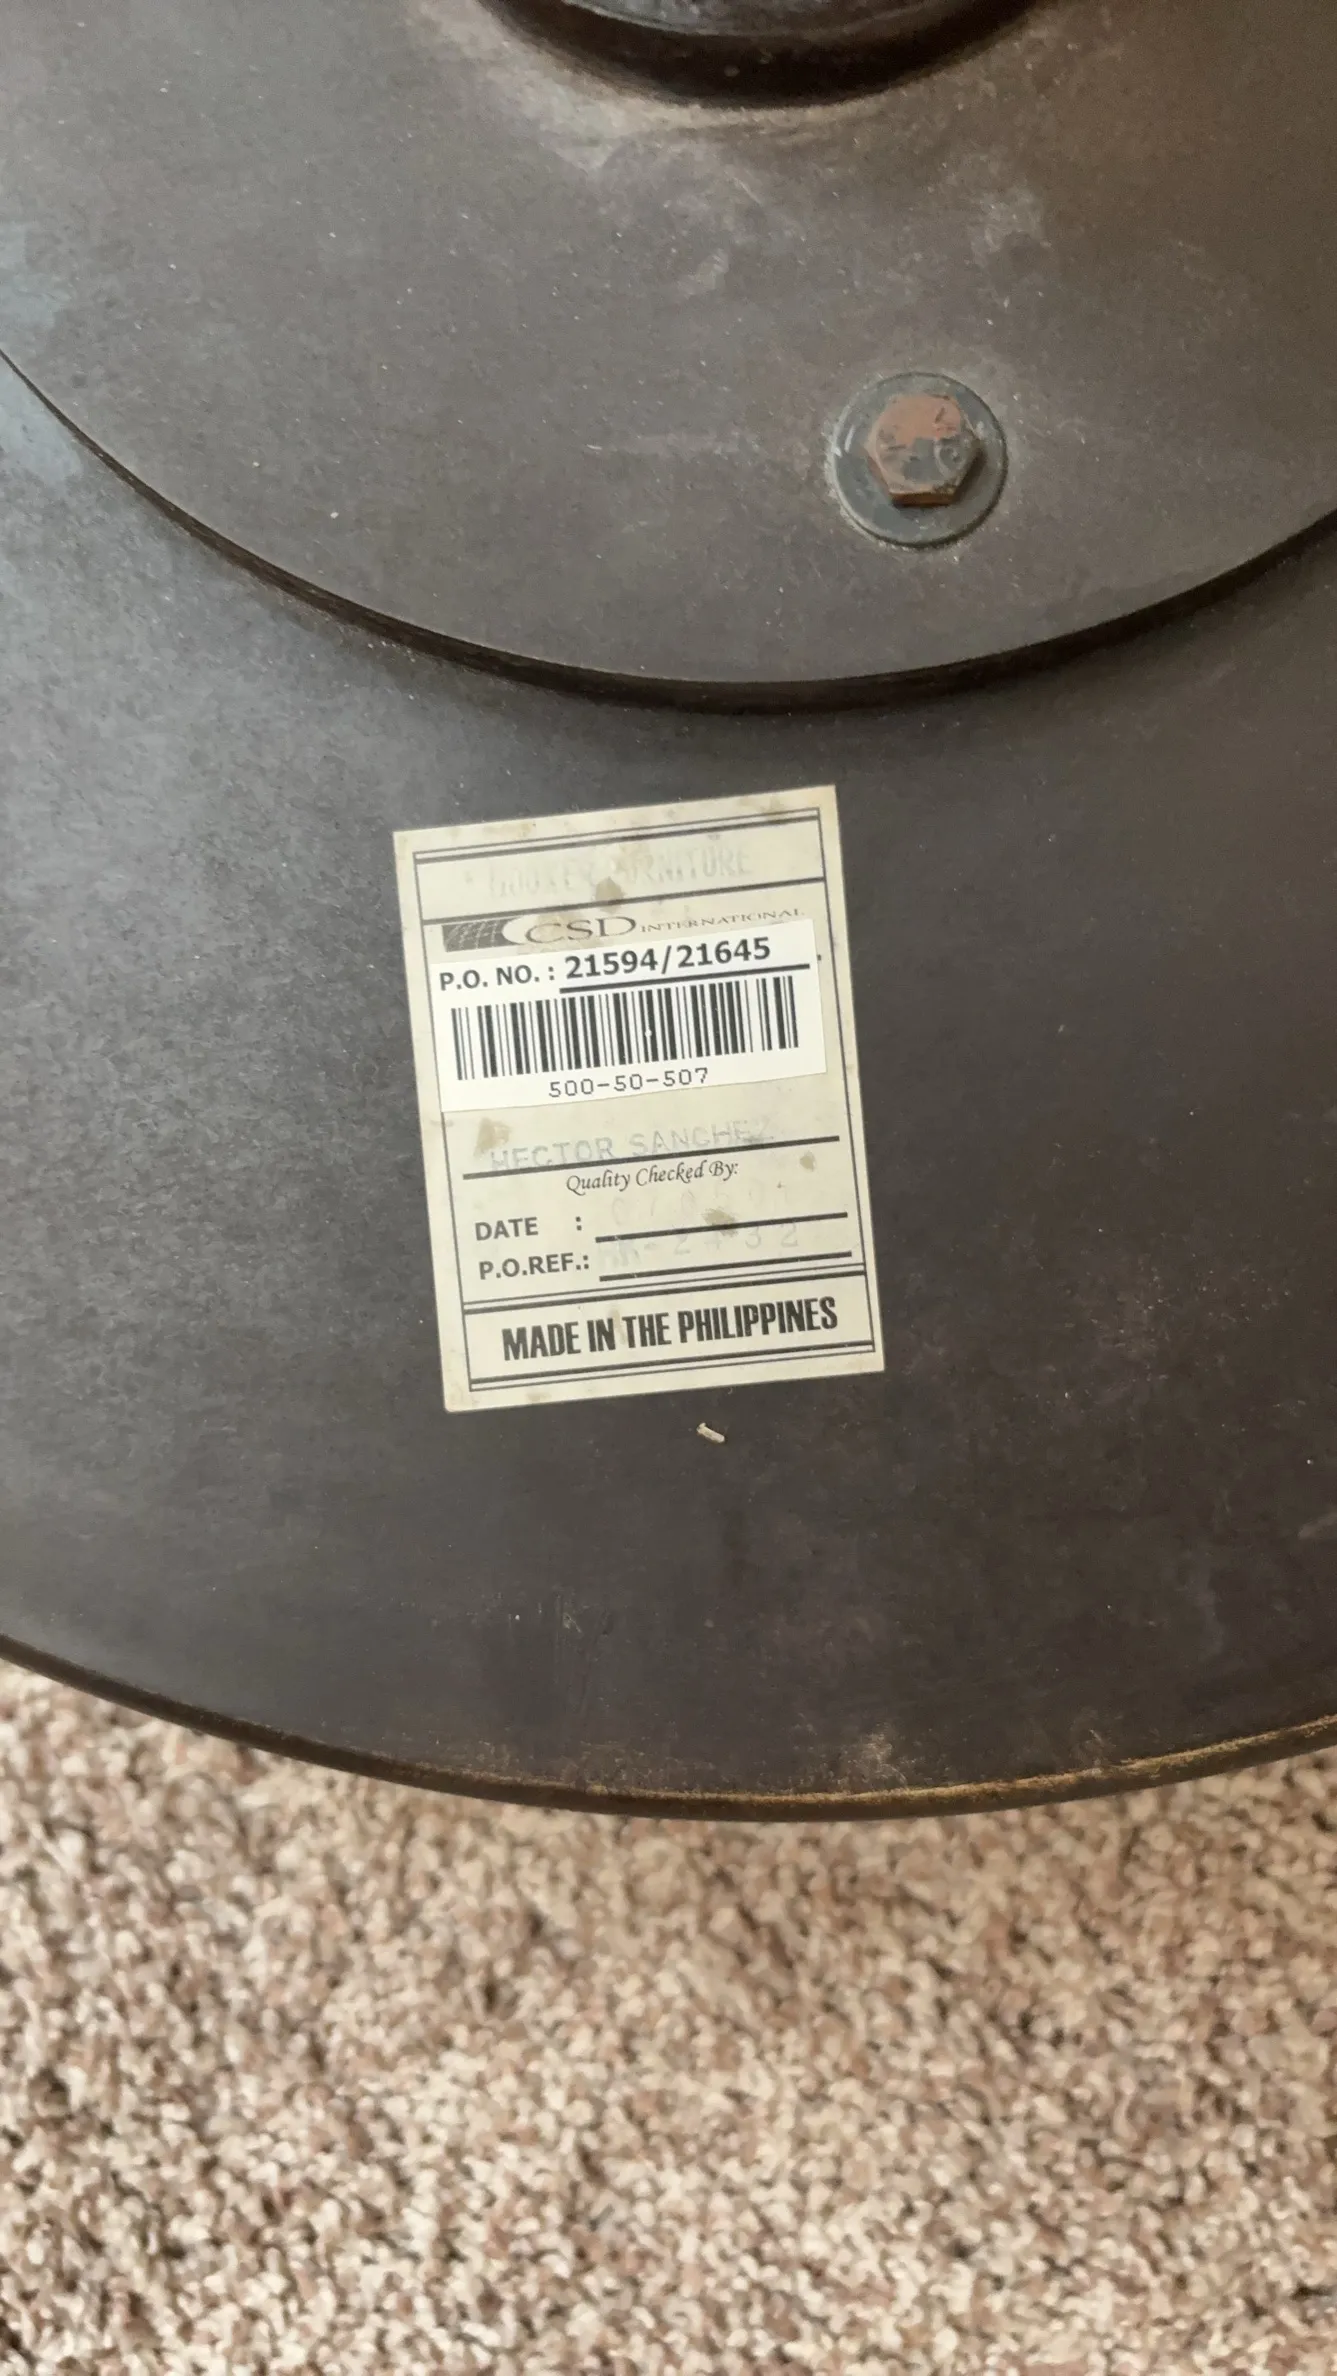 HOOKER FURNITURE
CSD INTERNATIONAL
P.O. NO. : 21594/21645
500-50-507
HECTOR SANCHEZ
Quality Checked By:
DATE :
P.O.REF.: -2432
MADE IN THE PHILIPPINES